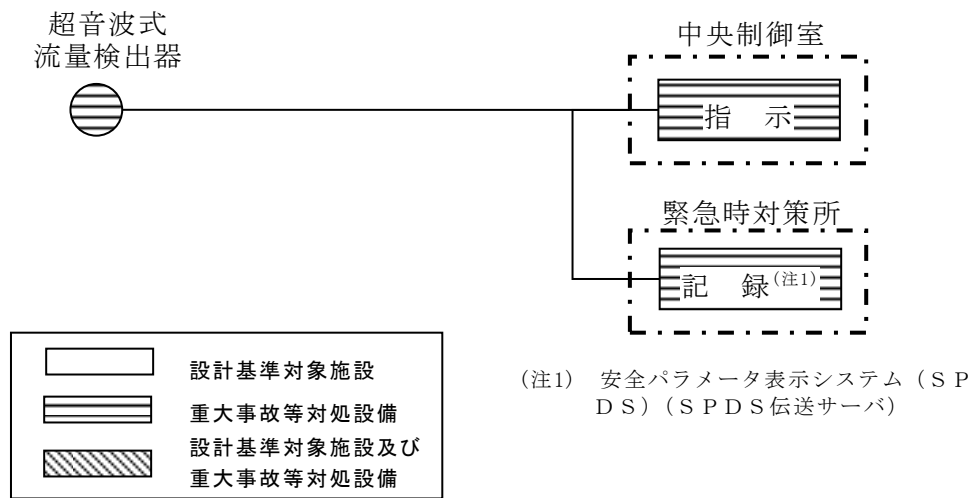 超音波式
流量検出器
中央制御室
指 示
緊急時対策所
記 録(注1)
設計基準対象施設
重大事故等対処設備
設計基準対象施設及び
重大事故等対処設備
(注1) 安全パラメータ表示システム(SP
DS)(SPDS伝送サーバ)